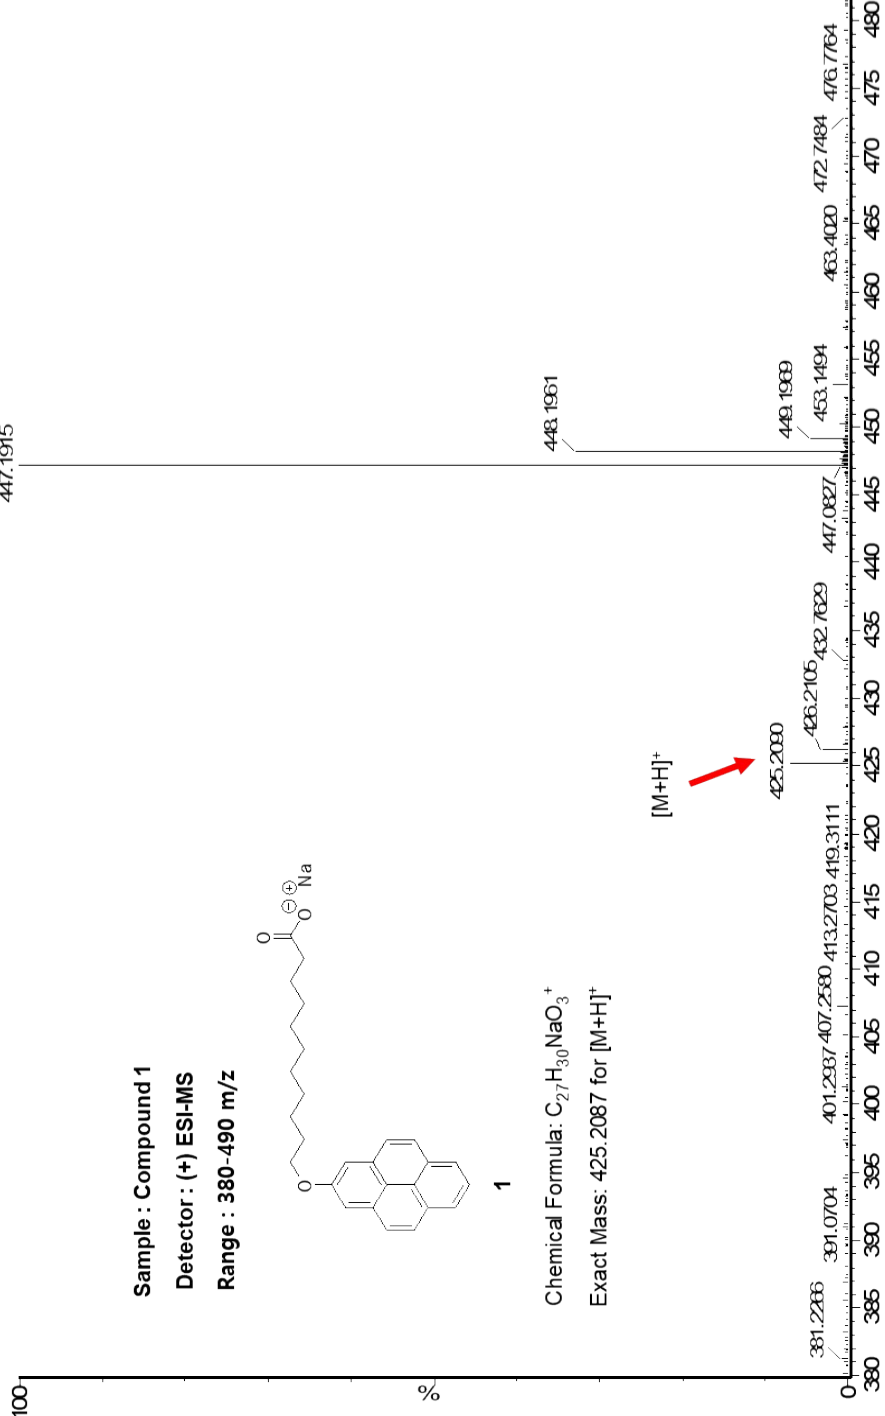 Sample : Compound 1
Detector : (+) ESI-MS
Range : 380-490 m/z
O
O
⊖ ⊕
Na
O
1
Chemical Formula: C₂₇H₃₀NaO₃⁺
Exact Mass: 425.2087 for [M+H]⁺
[M+H]⁺
100
%
0
447.1915
448.1961
449.1969
381.2266
391.0704
401.2937
407.2580
413.2703
419.3111
425.2090
426.2105
432.7629
447.0827
453.1494
463.4020
472.7484
476.7764
380 385 390 395 400 405 410 415 420 425 430 435 440 445 450 455 460 465 470 475 480